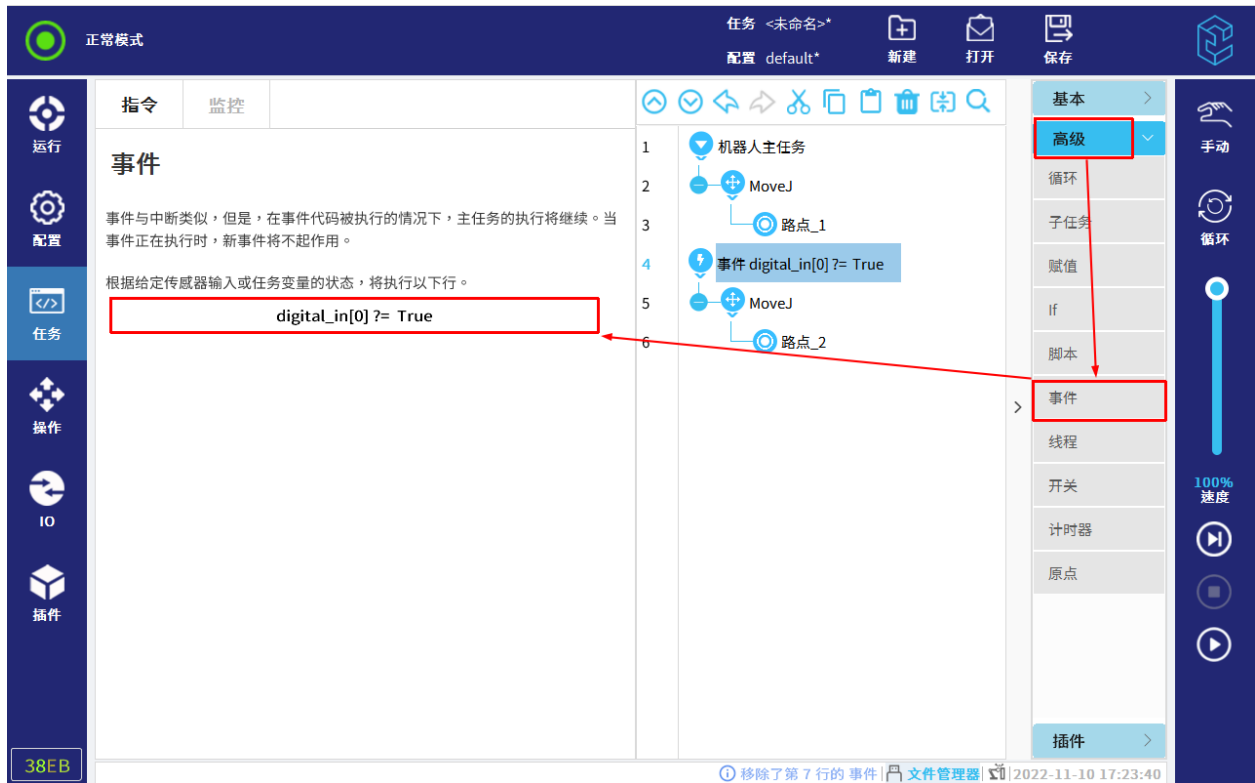 正常模式
任务 <未命名>*
配置 default*
新建
打开
保存
运行
配置
任务
操作
IO
插件
38EB
指令
监控
事件
事件与中断类似，但是，在事件代码被执行的情况下，主任务的执行将继续。当
事件正在执行时，新事件将不起作用。
根据给定传感器输入或任务变量的状态，将执行以下行。
digital_in[0] ?= True
1 机器人主任务
2 MoveJ
3 路点_1
4 事件 digital_in[0] ?= True
5 MoveJ
6 路点_2
基本
高级
循环
子任务
赋值
If
脚本
事件
线程
开关
计时器
原点
插件
手动
循环
100%
速度
移除了第 7 行的 事件
文件管理器
2022-11-10 17:23:40